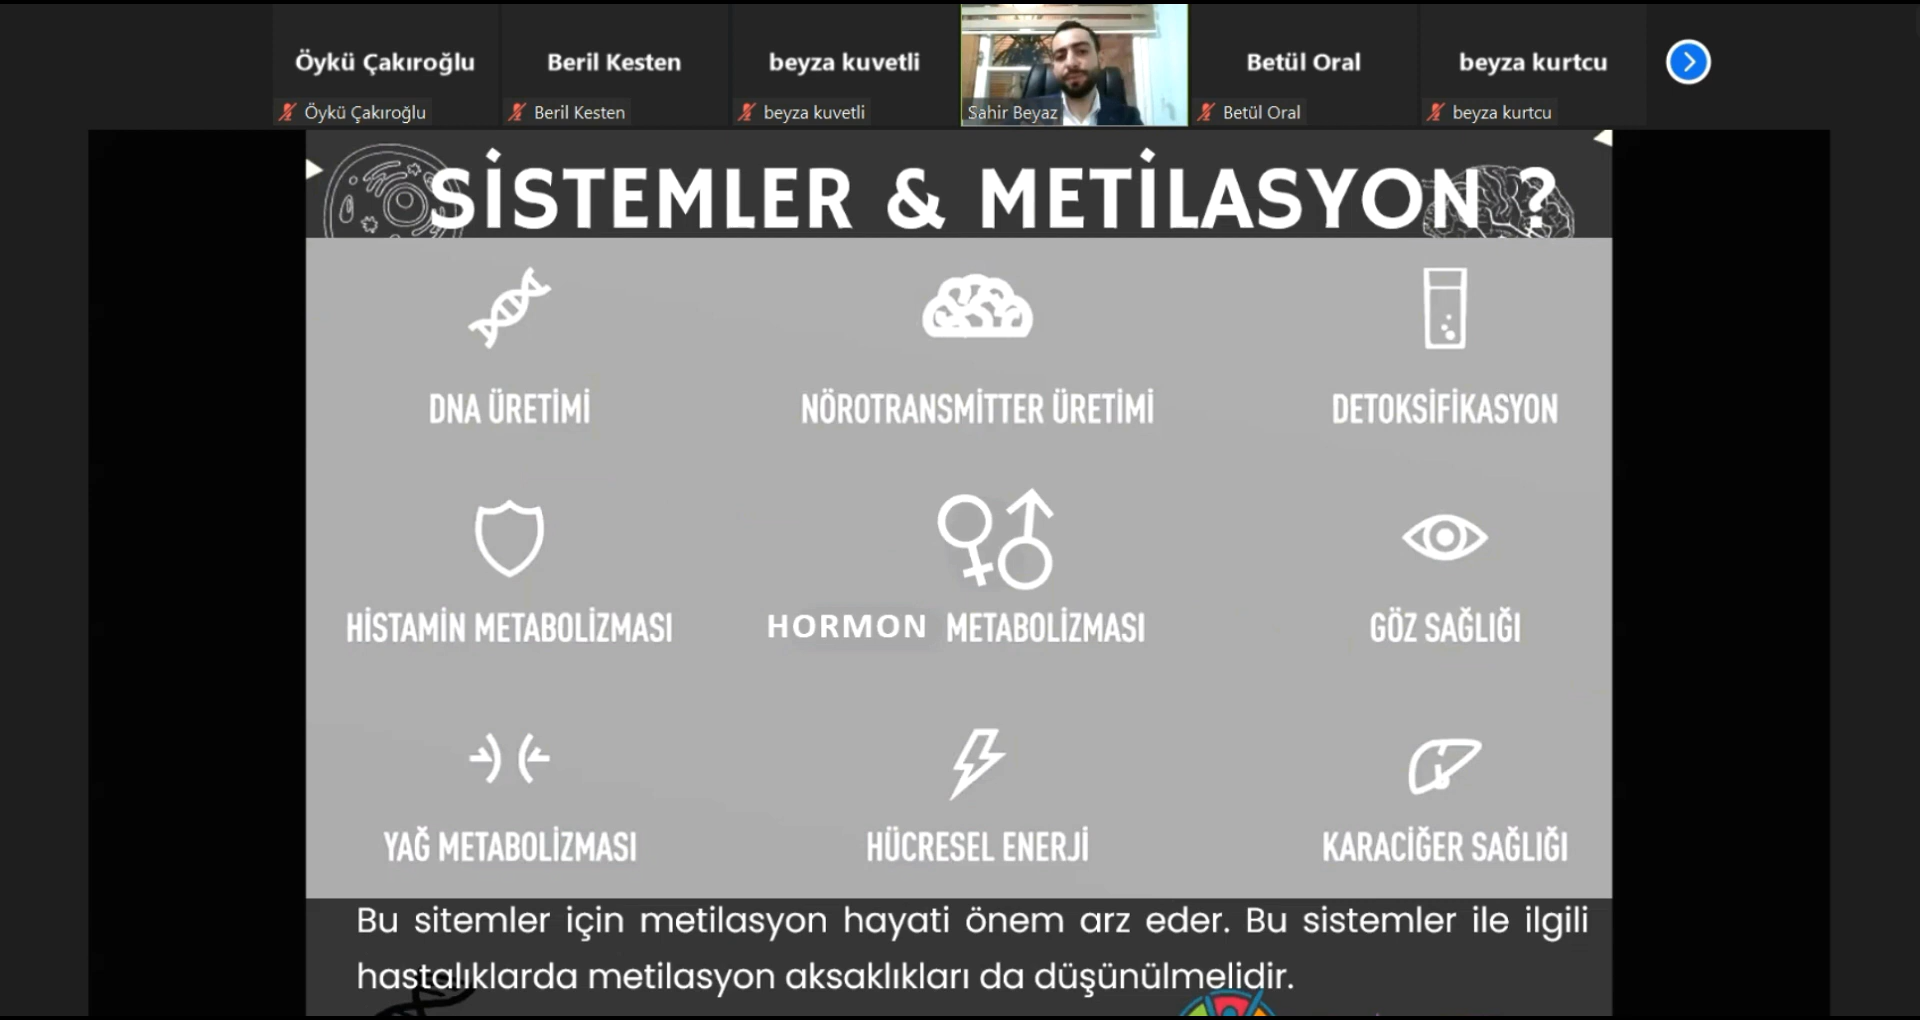 Öykü Çakıroğlu Beril Kesten beyza kuvetli Betül Oral beyza kurtcu
Öykü Çakıroğlu Beril Kesten beyza kuvetli Sahir Beyaz Betül Oral beyza kurtcu
SİSTEMLER & METİLASYON ?
DNA ÜRETİMİ NÖROTRANSMİTTER ÜRETİMİ DETOKSİFİKASYON
HİSTAMİN METABOLİZMASI HORMON METABOLİZMASI GÖZ SAĞLIĞI
YAĞ METABOLİZMASI HÜCRESEL ENERJİ KARACİĞER SAĞLIĞI
Bu sitemler için metilasyon hayati önem arz eder. Bu sistemler ile ilgili
hastalıklarda metilasyon aksaklıkları da düşünülmelidir.